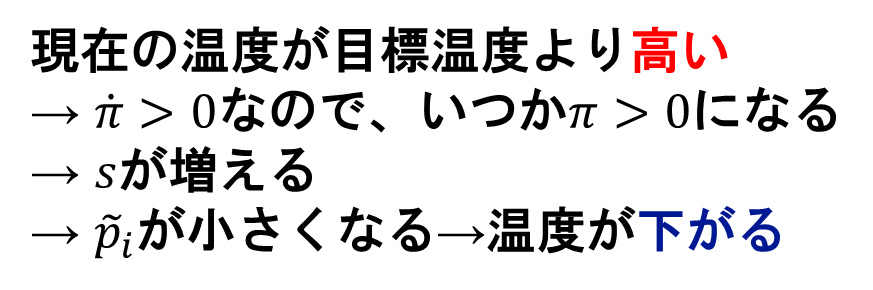 現在の温度が目標温度より高い
→ π̇ > 0なので、いつかπ > 0になる
→ sが増える
→ p̃ᵢが小さくなる→温度が下がる